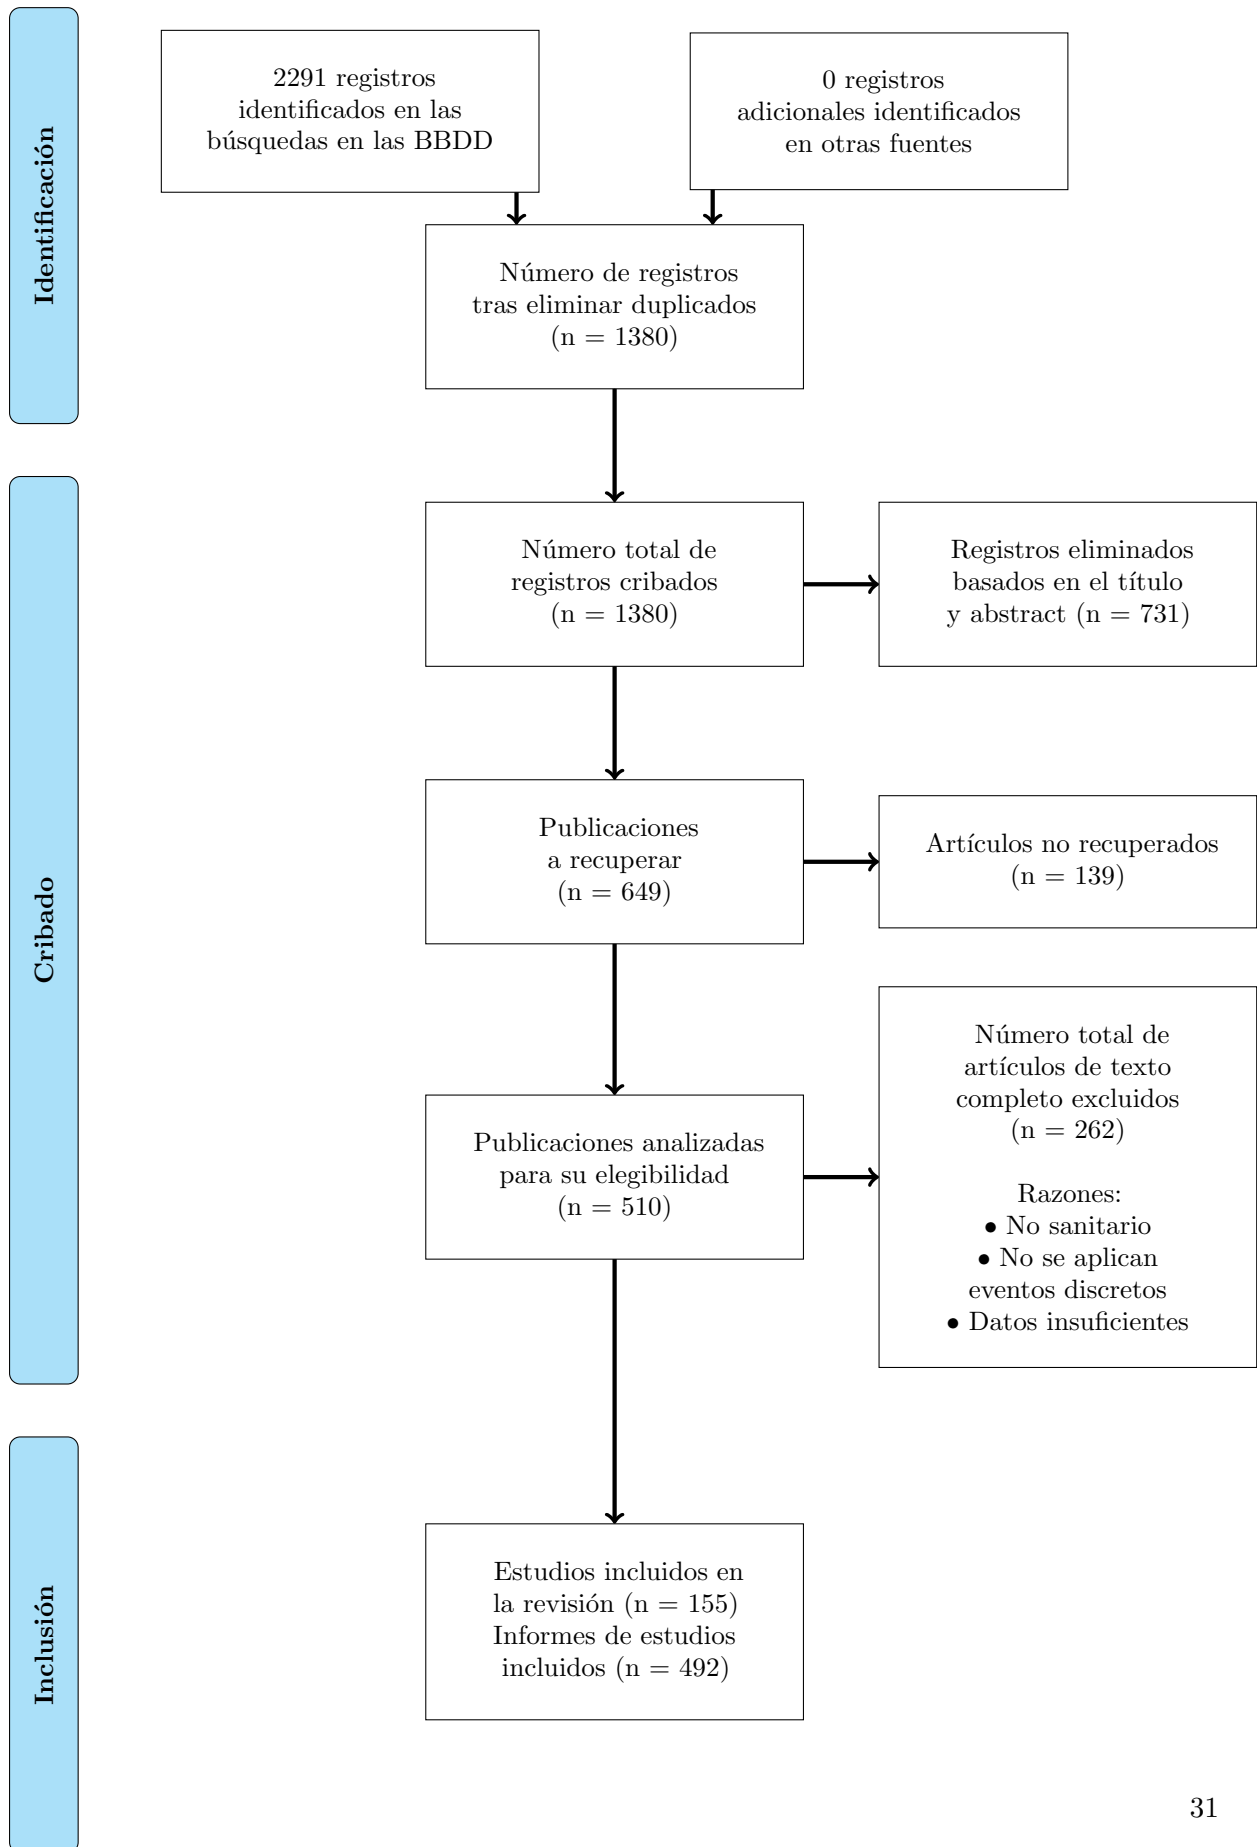 Identificación
2291 registros
identificados en las
búsquedas en las BBDD
0 registros
adicionales identificados
en otras fuentes
Número de registros
tras eliminar duplicados
(n = 1380)
Cribado
Número total de
registros cribados
(n = 1380)
Registros eliminados
basados en el título
y abstract (n = 731)
Publicaciones
a recuperar
(n = 649)
Artículos no recuperados
(n = 139)
Publicaciones analizadas
para su elegibilidad
(n = 510)
Número total de
artículos de texto
completo excluidos
(n = 262)
Razones:
• No sanitario
• No se aplican
eventos discretos
• Datos insuficientes
Inclusión
Estudios incluidos en
la revisión (n = 155)
Informes de estudios
incluidos (n = 492)
31